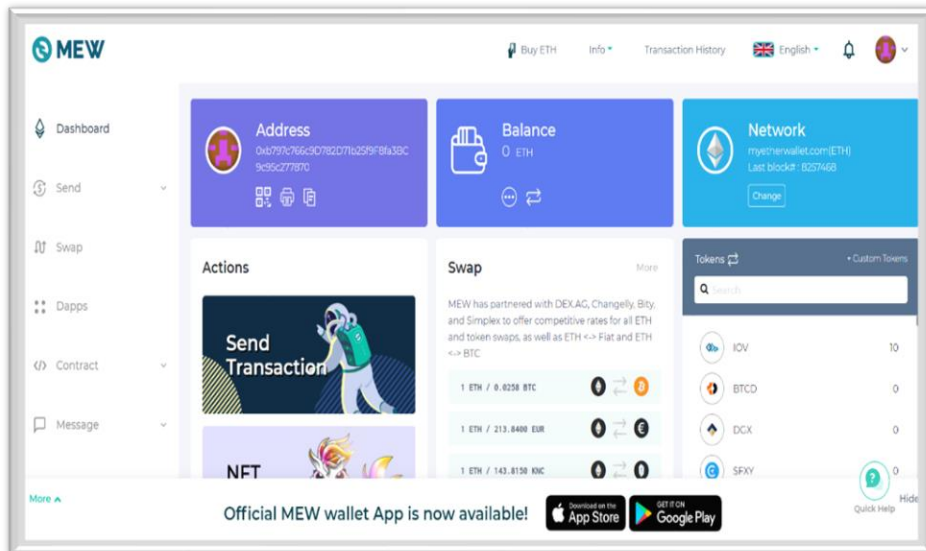 MEW
Buy ETH
Info
Transaction History
English
Dashboard
Send
Swap
Dapps
Contract
Message
More
Address
0xb797c766c9D782D71b25f9F8fa3BC
9c95c277870
Balance
0 ETH
Network
myetherwallet.com(ETH)
Last block# : 8257468
Change
Actions
Send
Transaction
NFT
Swap
More
MEW has partnered with DEX.AG, Changelly, Bity,
and Simplex to offer competitive rates for all ETH
and token swaps, as well as ETH <-> Fiat and ETH
<-> BTC
1 ETH / 0.0258 BTC
1 ETH / 213.8400 EUR
1 ETH / 143.8150 KNC
Tokens
+ Custom Tokens
Search
IOV 10
BTCD 0
DCX 0
SFXY 0
Official MEW wallet App is now available!
Download on the
App Store
GET IT ON
Google Play
Quick Help
Hide